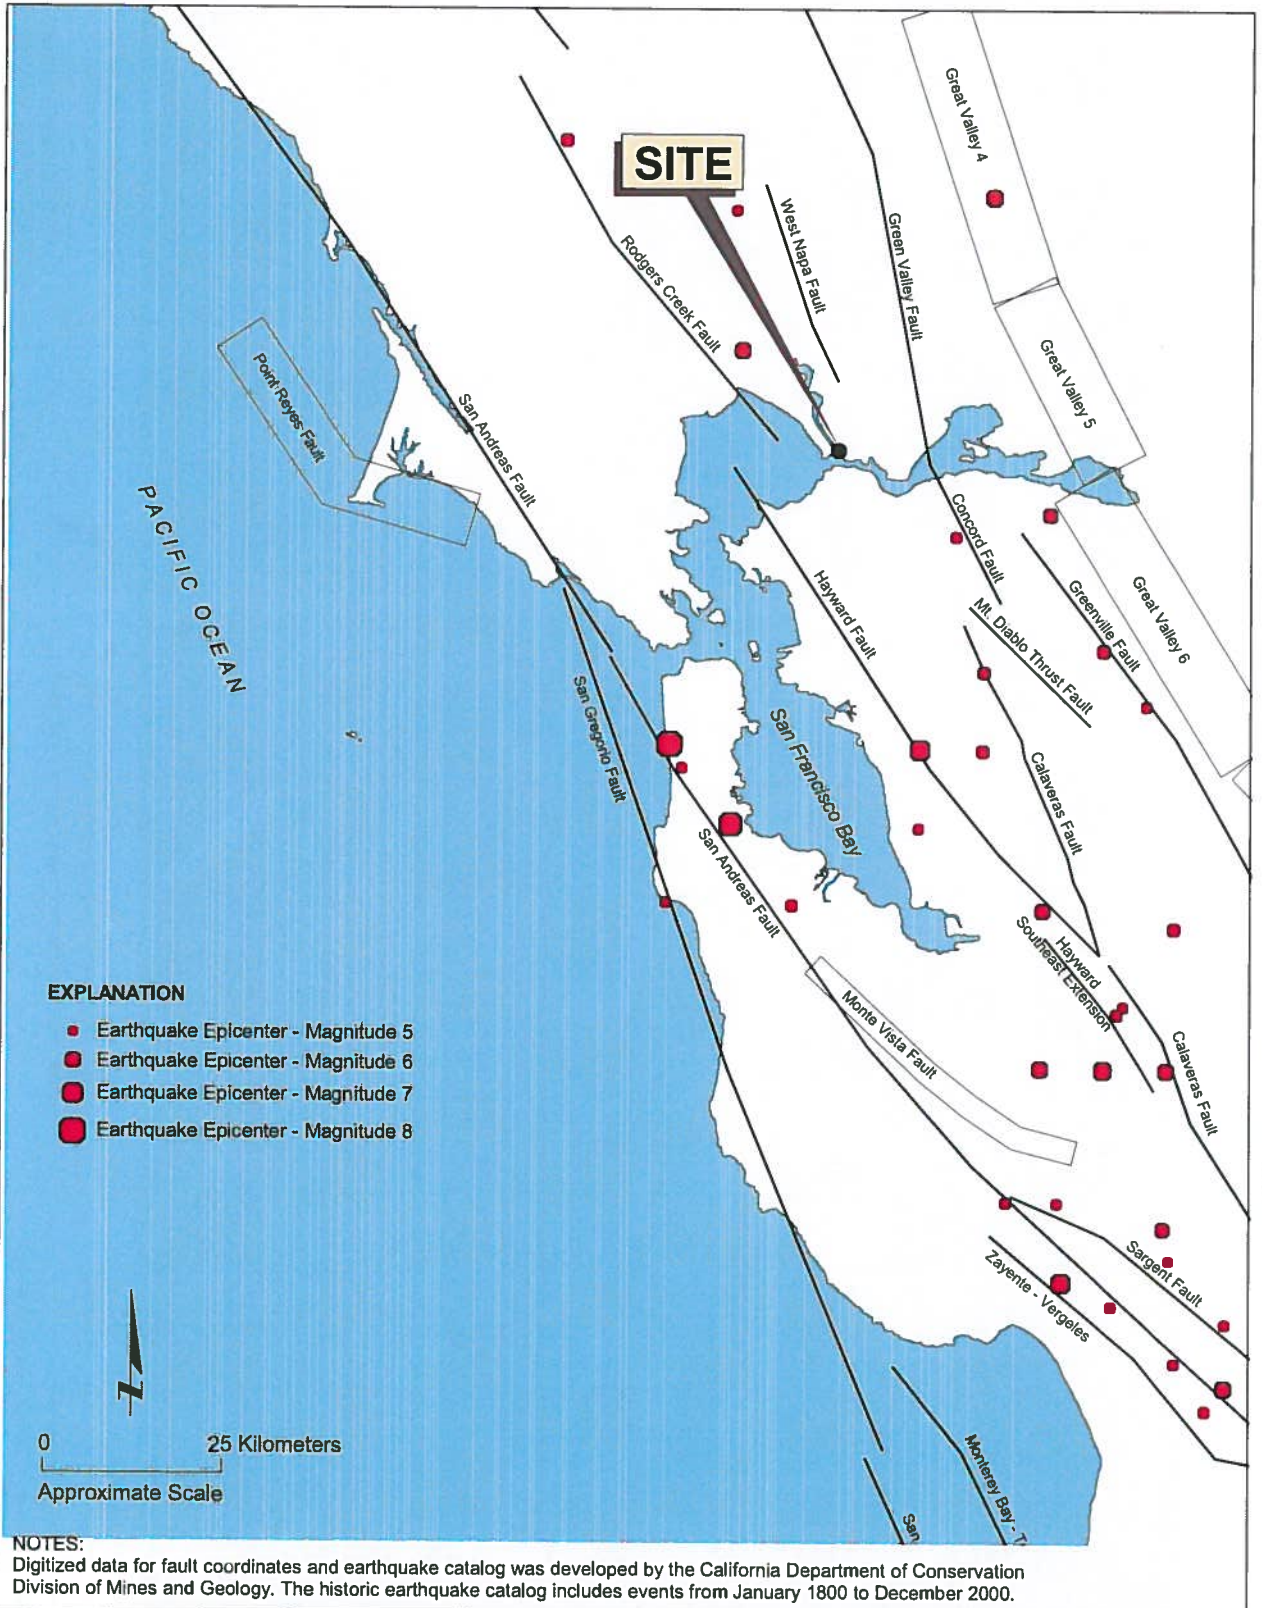 SITE
Great Valley 4
West Napa Fault
Green Valley Fault
Rodgers Creek Fault
Great Valley 5
Point Reyes Fault
San Andreas Fault
PACIFIC OCEAN
Concord Fault
Hayward Fault
Greenville Fault
Great Valley 6
Mt. Diablo Thrust Fault
San Gregorio Fault
San Francisco Bay
Calaveras Fault
San Andreas Fault
Hayward
Southeast Extension
Monte Vista Fault
Calaveras Fault
EXPLANATION
Earthquake Epicenter - Magnitude 5
Earthquake Epicenter - Magnitude 6
Earthquake Epicenter - Magnitude 7
Earthquake Epicenter - Magnitude 8
Sargent Fault
Zayente - Vergeles
Monterey Bay - T
San
N
0 25 Kilometers
Approximate Scale
NOTES:
Digitized data for fault coordinates and earthquake catalog was developed by the California Department of Conservation
Division of Mines and Geology. The historic earthquake catalog includes events from January 1800 to December 2000.